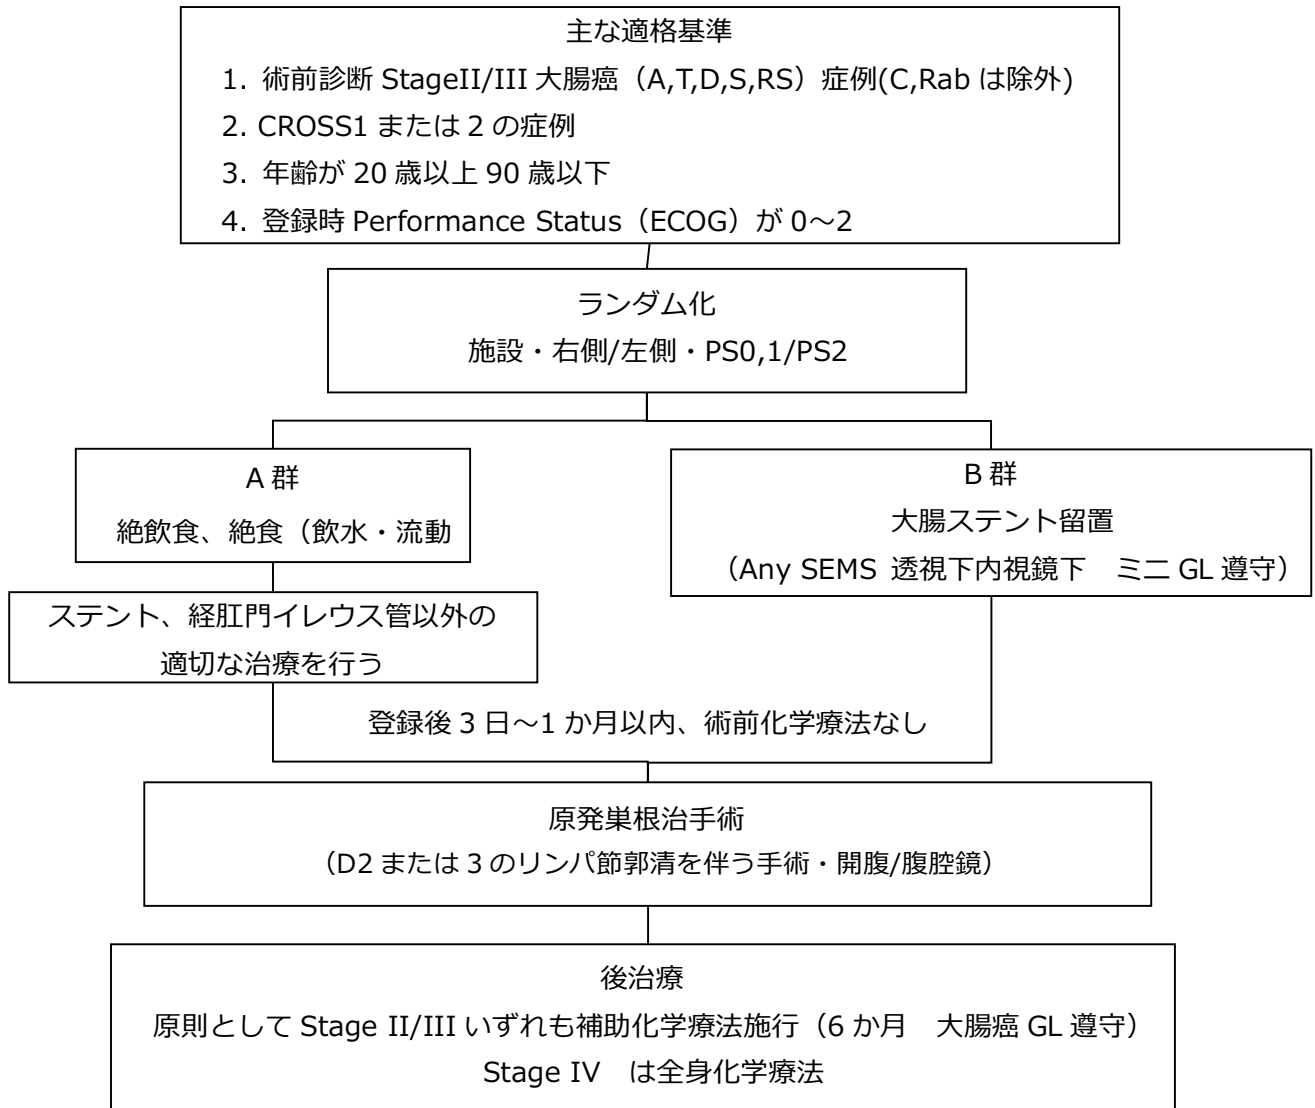 主な適格基準
1. 術前診断 StageII/III 大腸癌（A,T,D,S,RS）症例(C,Rab は除外)
2. CROSS1 または 2 の症例
3. 年齢が 20 歳以上 90 歳以下
4. 登録時 Performance Status（ECOG）が 0～2
ランダム化
施設・右側/左側・PS0,1/PS2
A 群
絶飲食、絶食（飲水・流動
B 群
大腸ステント留置
（Any SEMS 透視下内視鏡下　ミニ GL 遵守）
ステント、経肛門イレウス管以外の
適切な治療を行う
登録後 3 日～1 か月以内、術前化学療法なし
原発巣根治手術
（D2 または 3 のリンパ節郭清を伴う手術・開腹/腹腔鏡）
後治療
原則として Stage II/III いずれも補助化学療法施行（6 か月　大腸癌 GL 遵守）
Stage IV　は全身化学療法